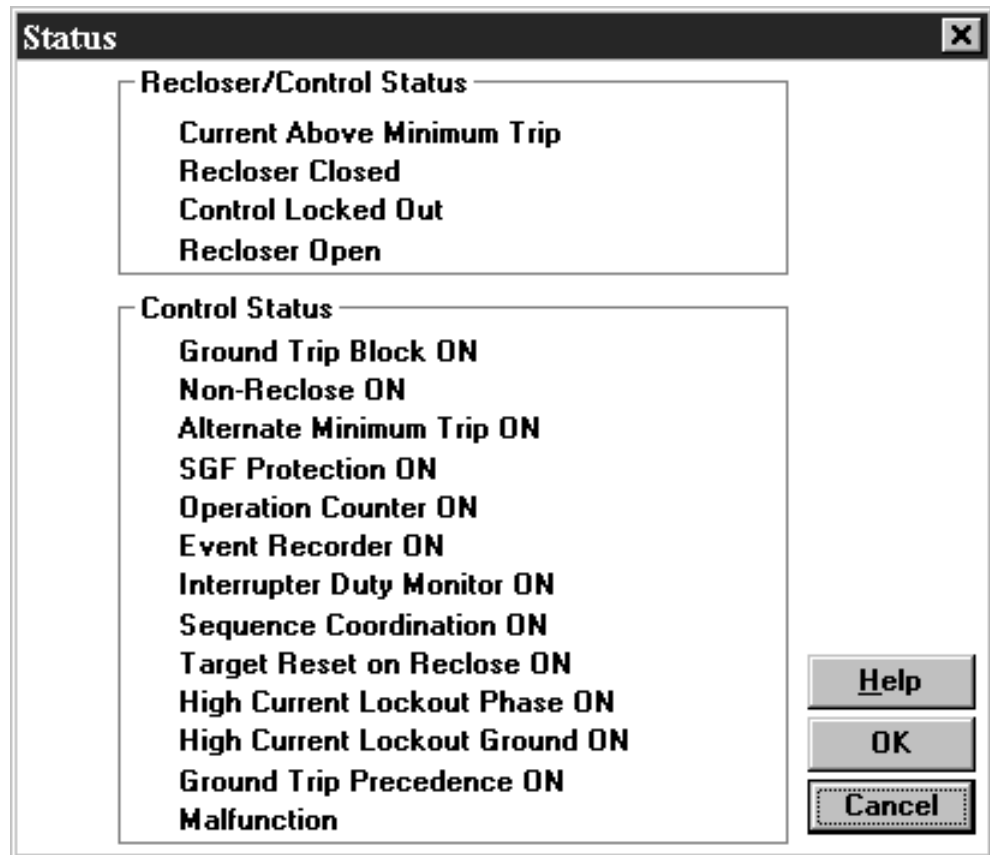 Status
Recloser/Control Status
Current Above Minimum Trip
Recloser Closed
Control Locked Out
Recloser Open
Control Status
Ground Trip Block ON
Non-Reclose ON
Alternate Minimum Trip ON
SGF Protection ON
Operation Counter ON
Event Recorder ON
Interrupter Duty Monitor ON
Sequence Coordination ON
Target Reset on Reclose ON
High Current Lockout Phase ON
High Current Lockout Ground ON
Ground Trip Precedence ON
Malfunction
Help
OK
Cancel